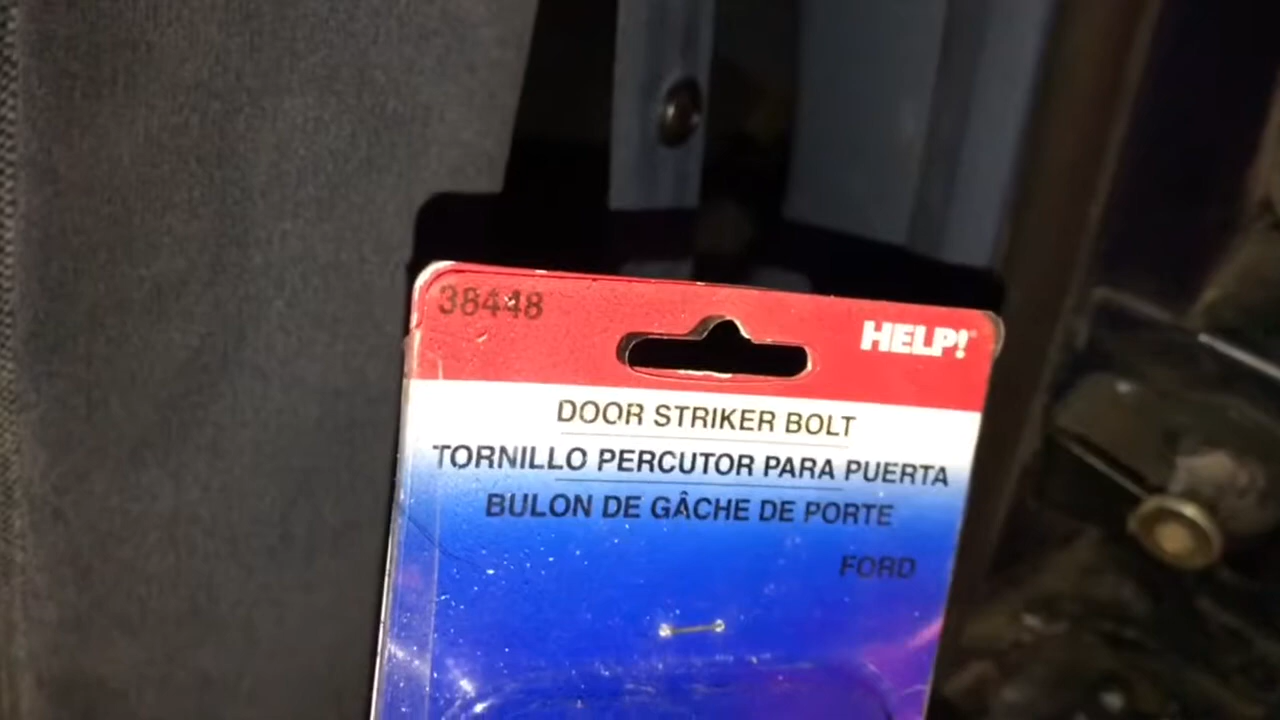 38448
HELP!
DOOR STRIKER BOLT
TORNILLO PERCUTOR PARA PUERTA
BULON DE GÂCHE DE PORTE
FORD